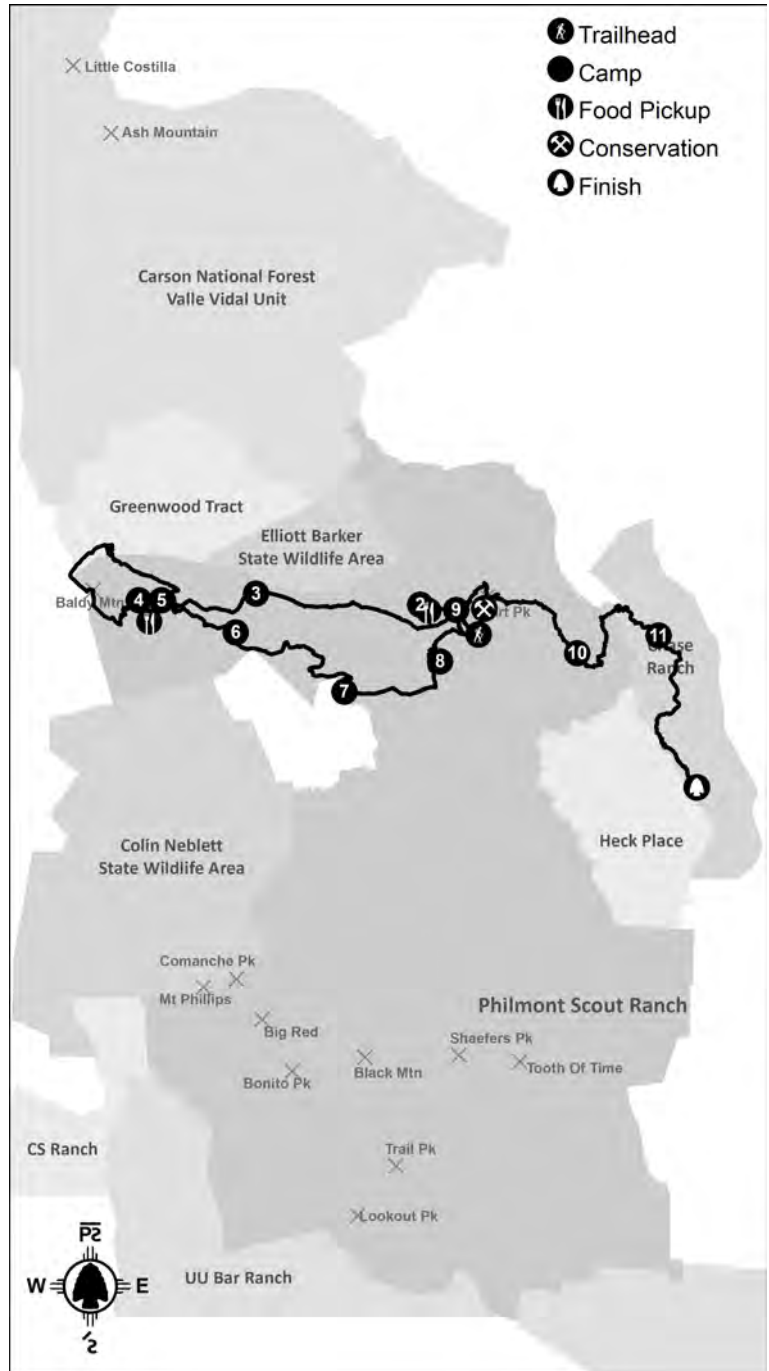 Trailhead
Camp
Food Pickup
Conservation
Finish
Little Costilla
Ash Mountain
Carson National Forest
Valle Vidal Unit
Greenwood Tract
Elliott Barker
State Wildlife Area
Baldy Mtn
4
5
3
2
9
6
8
7
10
11
Ranch
Heck Place
Colin Neblett
State Wildlife Area
Comanche Pk
Mt Phillips
Big Red
Bonito Pk
Black Mtn
Philmont Scout Ranch
Shaefers Pk
Tooth Of Time
Trail Pk
Lookout Pk
CS Ranch
UU Bar Ranch
W
E